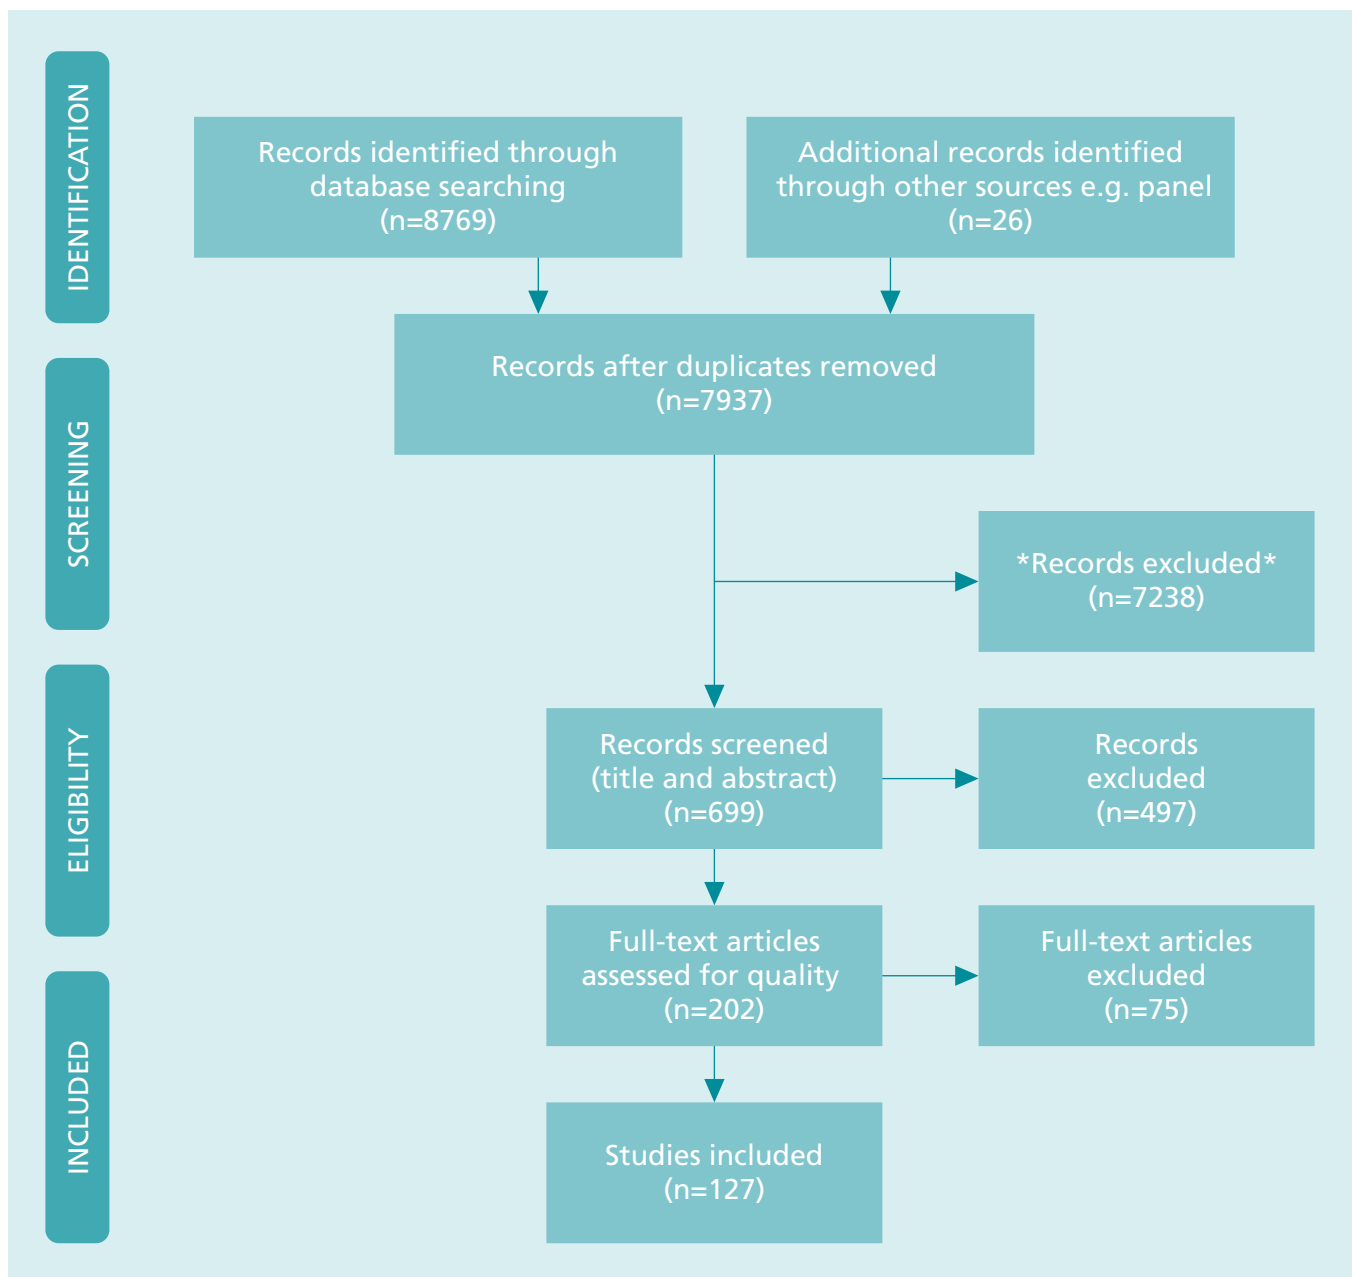 IDENTIFICATION
Records identified through
database searching
(n=8769)
Additional records identified
through other sources e.g. panel
(n=26)
Records after duplicates removed
(n=7937)
SCREENING
*Records excluded*
(n=7238)
ELIGIBILITY
Records screened
(title and abstract)
(n=699)
Records
excluded
(n=497)
Full-text articles
assessed for quality
(n=202)
Full-text articles
excluded
(n=75)
INCLUDED
Studies included
(n=127)